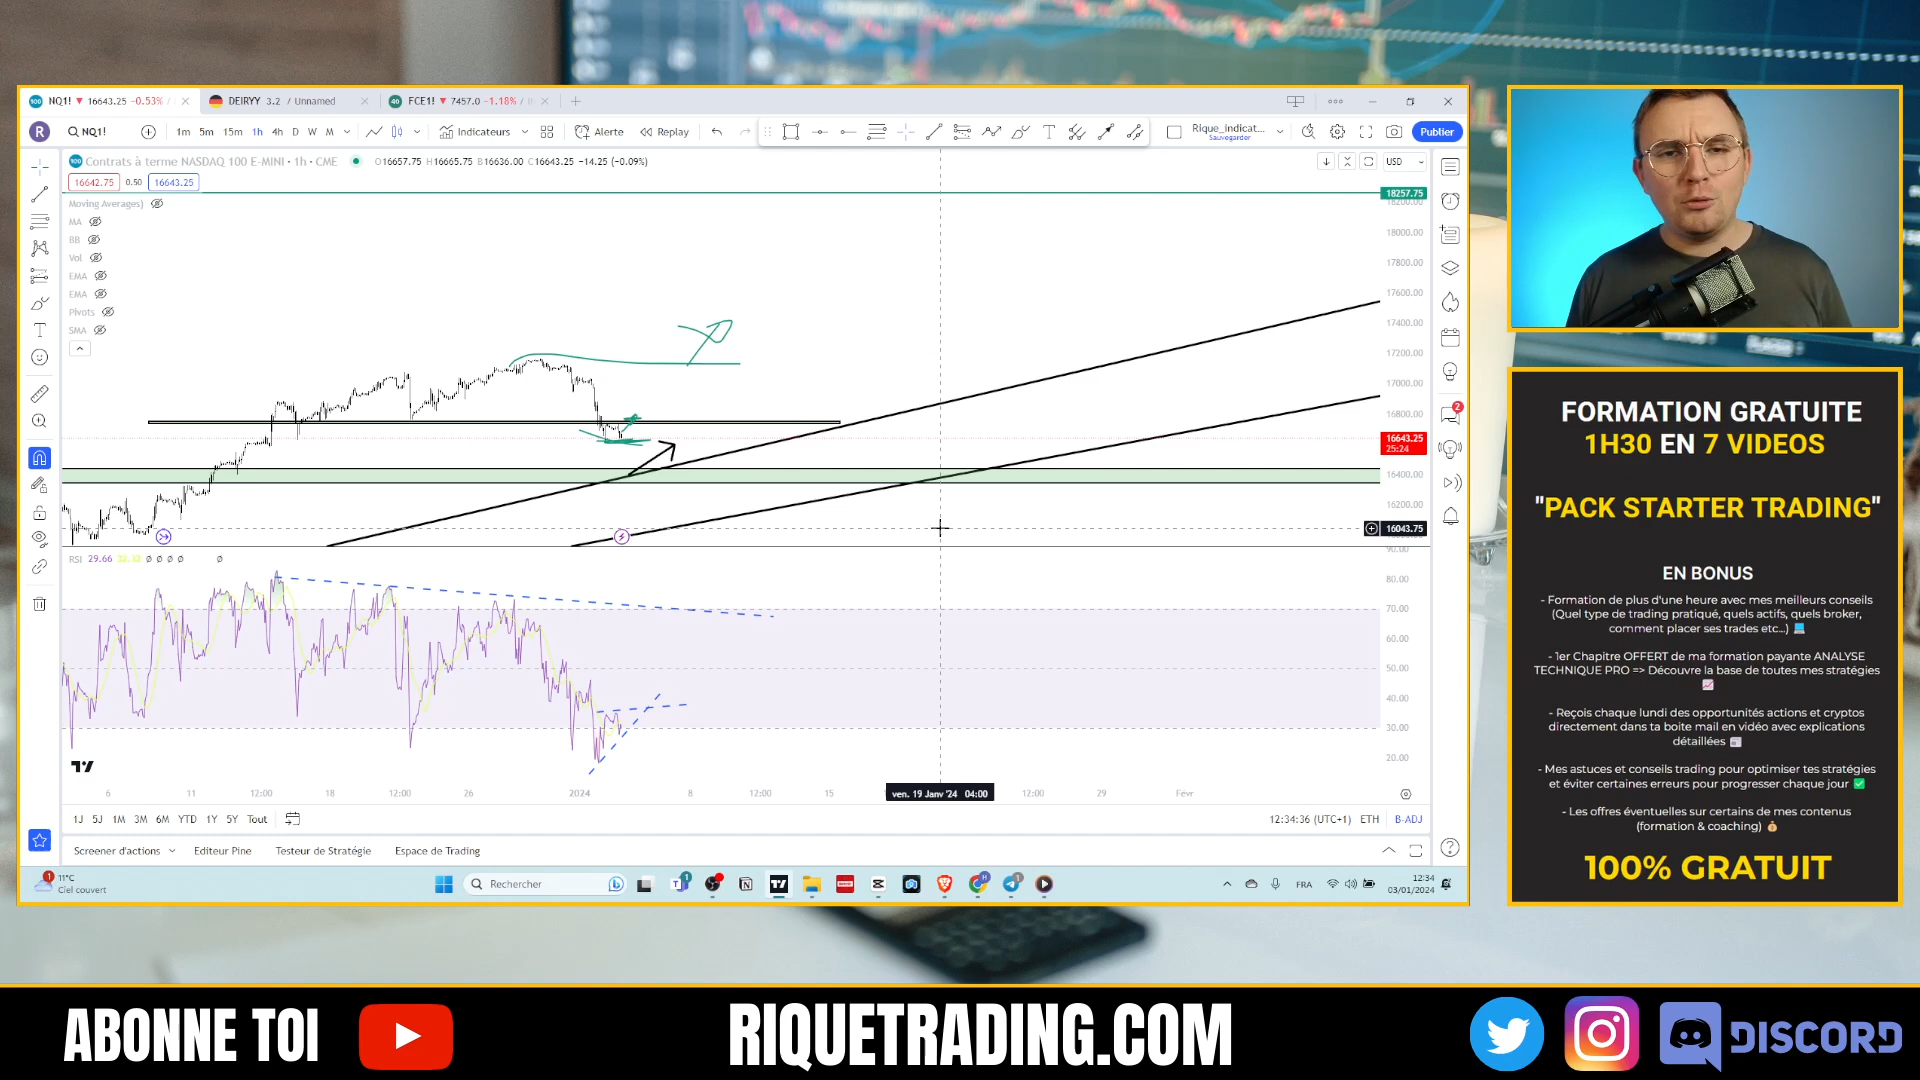 NQ1! ▼ 16643.25 −0.53% /
DEIRYY 3.2 / Unnamed
FCE1! ▼ 7457.0 −1.18% /
R
NQ1!
1m 5m 15m 1h 4h D W M
Indicateurs
Alerte
Replay
Rique_indicat...
Sauvegarder
Publier
Contrats à terme NASDAQ 100 E-MINI · 1h · CME
O16657.75 H16665.75 B16636.00 C16643.25 −14.25 (−0.09%)
USD
16642.75 0.50 16643.25
Moving Averages)
MA
BB
Vol
EMA
EMA
Pivots
SMA
18257.75
18200.00
18000.00
17800.00
17600.00
17400.00
17200.00
17000.00
16800.00
16643.25
25:24
16400.00
16200.00
16043.75
RSI 29.66
90.00
80.00
70.00
60.00
50.00
40.00
30.00
20.00
6 11 12:00 18 12:00 26 2024 8 12:00 15 ven. 19 Janv '24 04:00 12:00 29 Févr
1J 5J 1M 3M 6M YTD 1Y 5Y Tout
12:34:36 (UTC+1) ETH B-ADJ
Screener d'actions Editeur Pine Testeur de Stratégie Espace de Trading
11°C
Ciel couvert
Rechercher
FRA
12:34
03/01/2024
FORMATION GRATUITE
1H30 EN 7 VIDEOS
"PACK STARTER TRADING"
EN BONUS
- Formation de plus d'une heure avec mes meilleurs conseils
(Quel type de trading pratiqué, quels actifs, quels broker,
comment placer ses trades etc...)
- 1er Chapitre OFFERT de ma formation payante ANALYSE
TECHNIQUE PRO => Découvre la base de toutes mes stratégies
- Reçois chaque lundi des opportunités actions et cryptos
directement dans ta boite mail en vidéo avec explications
détaillées
- Mes astuces et conseils trading pour optimiser tes stratégies
et éviter certaines erreurs pour progresser chaque jour
- Les offres éventuelles sur certains de mes contenus
(formation & coaching)
100% GRATUIT
ABONNE TOI
RIQUETRADING.COM
DISCORD